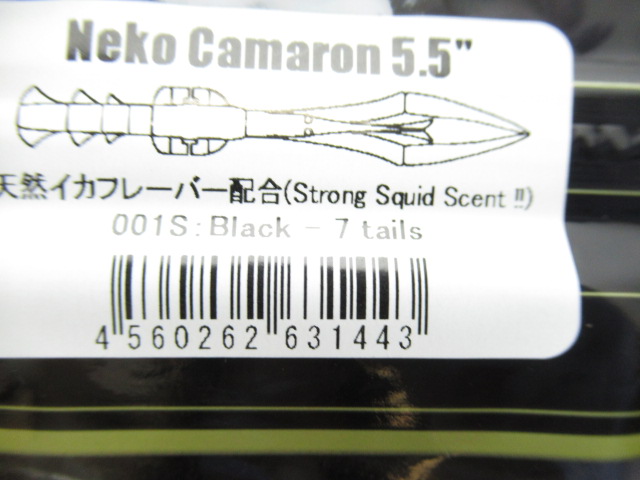 Neko Camaron 5.5"
天然イカフレーバー配合(Strong Squid Scent !!)
001S:Black - 7 tails
4 560262 631443